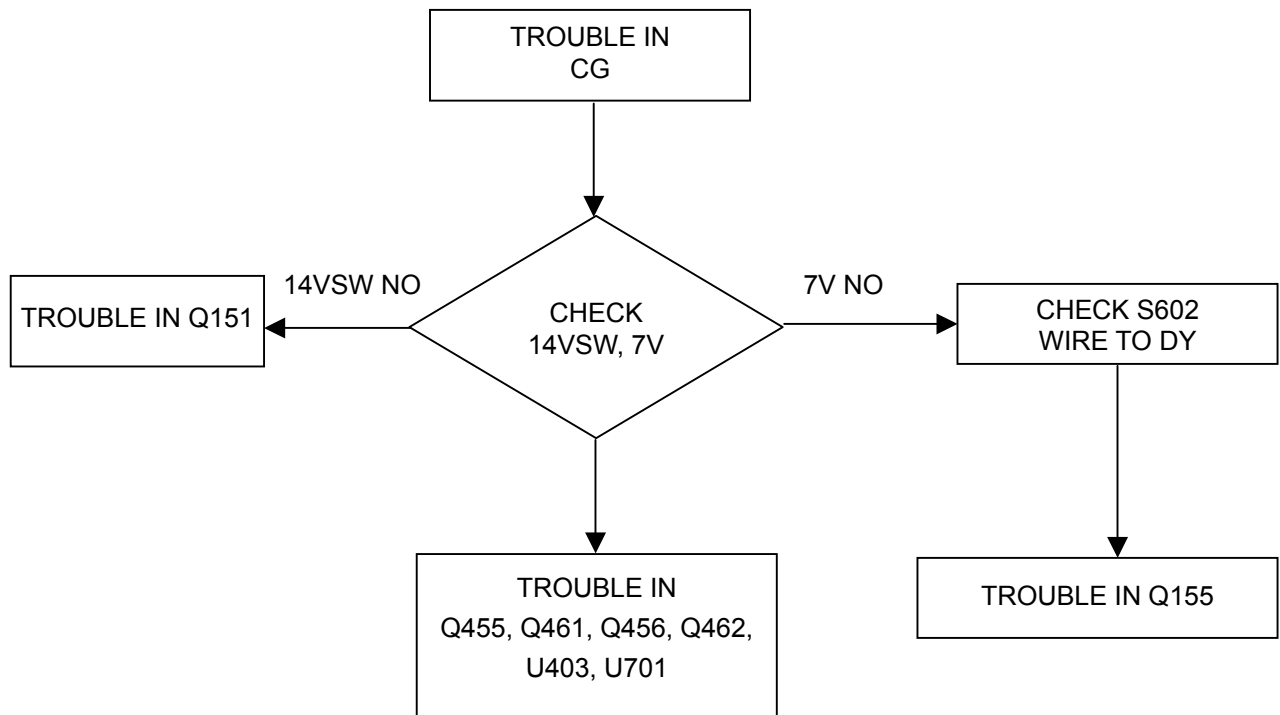 TROUBLE IN
CG
14VSW NO
7V NO
TROUBLE IN Q151
CHECK
14VSW, 7V
CHECK S602
WIRE TO DY
TROUBLE IN
Q455, Q461, Q456, Q462,
U403, U701
TROUBLE IN Q155